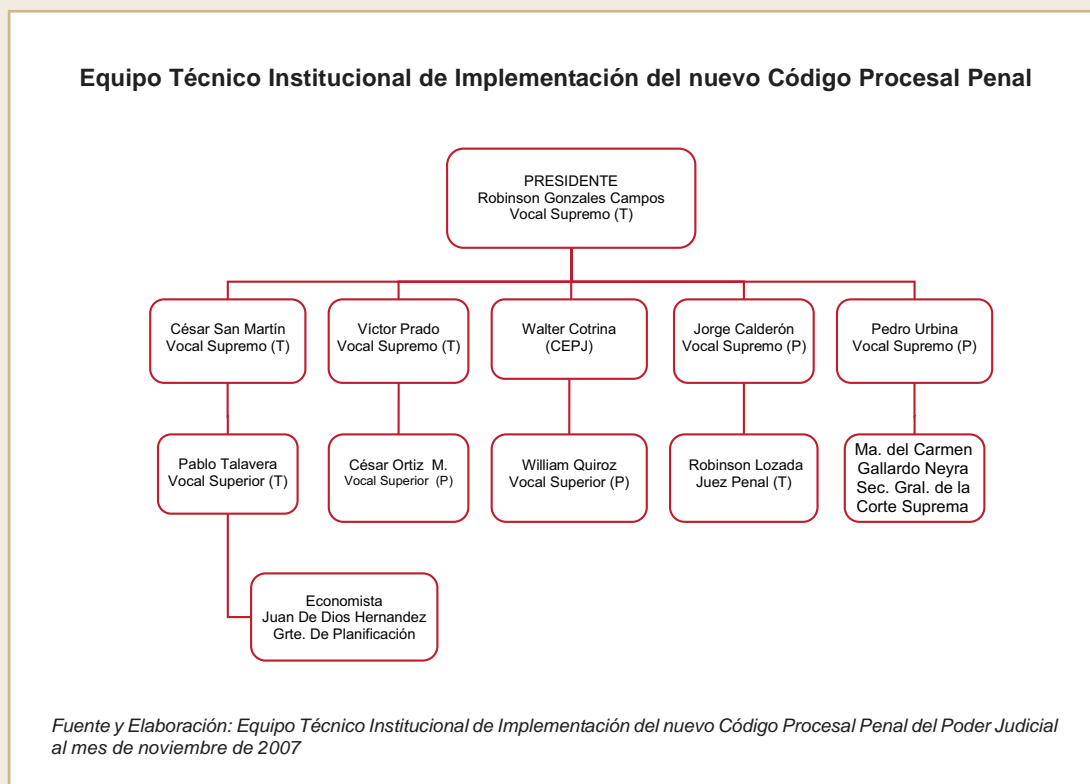 Equipo Técnico Institucional de Implementación del nuevo Código Procesal Penal
PRESIDENTE
Robinson Gonzales Campos
Vocal Supremo (T)
César San Martín
Vocal Supremo (T)
Víctor Prado
Vocal Supremo (T)
Walter Cotrina
(CEPJ)
Jorge Calderón
Vocal Supremo (P)
Pedro Urbina
Vocal Supremo (P)
Pablo Talavera
Vocal Superior (T)
César Ortiz M.
Vocal Superior (P)
William Quiroz
Vocal Superior (P)
Robinson Lozada
Juez Penal (T)
Ma. del Carmen
Gallardo Neyra
Sec. Gral. de la
Corte Suprema
Economista
Juan De Dios Hernandez
Grte. De Planificación
Fuente y Elaboración: Equipo Técnico Institucional de Implementación del nuevo Código Procesal Penal del Poder Judicial
al mes de noviembre de 2007